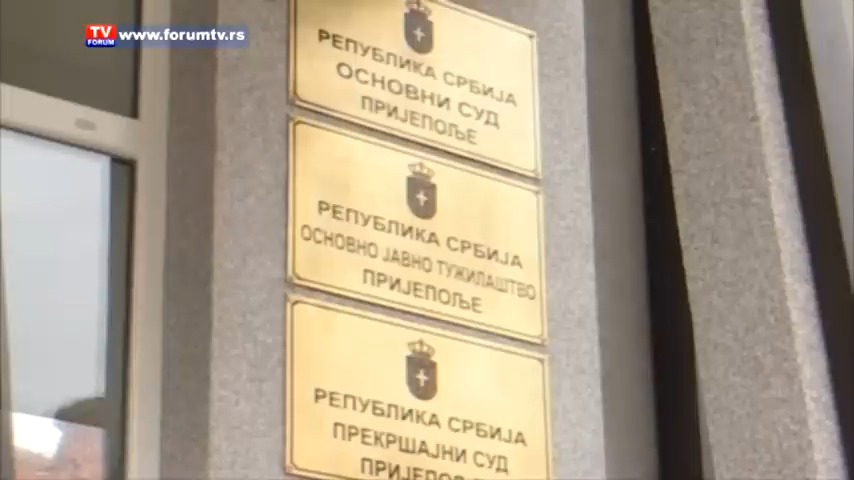 TV
FORUM
www.forumtv.rs
РЕПУБЛИКА СРБИЈА
ОСНОВНИ СУД
ПРИЈЕПОЉЕ
РЕПУБЛИКА СРБИЈА
ОСНОВНО ЈАВНО ТУЖИЛАШТВО
ПРИЈЕПОЉЕ
РЕПУБЛИКА СРБИЈА
ПРЕКРШАЈНИ СУД
ПРИЈЕПОЉЕ